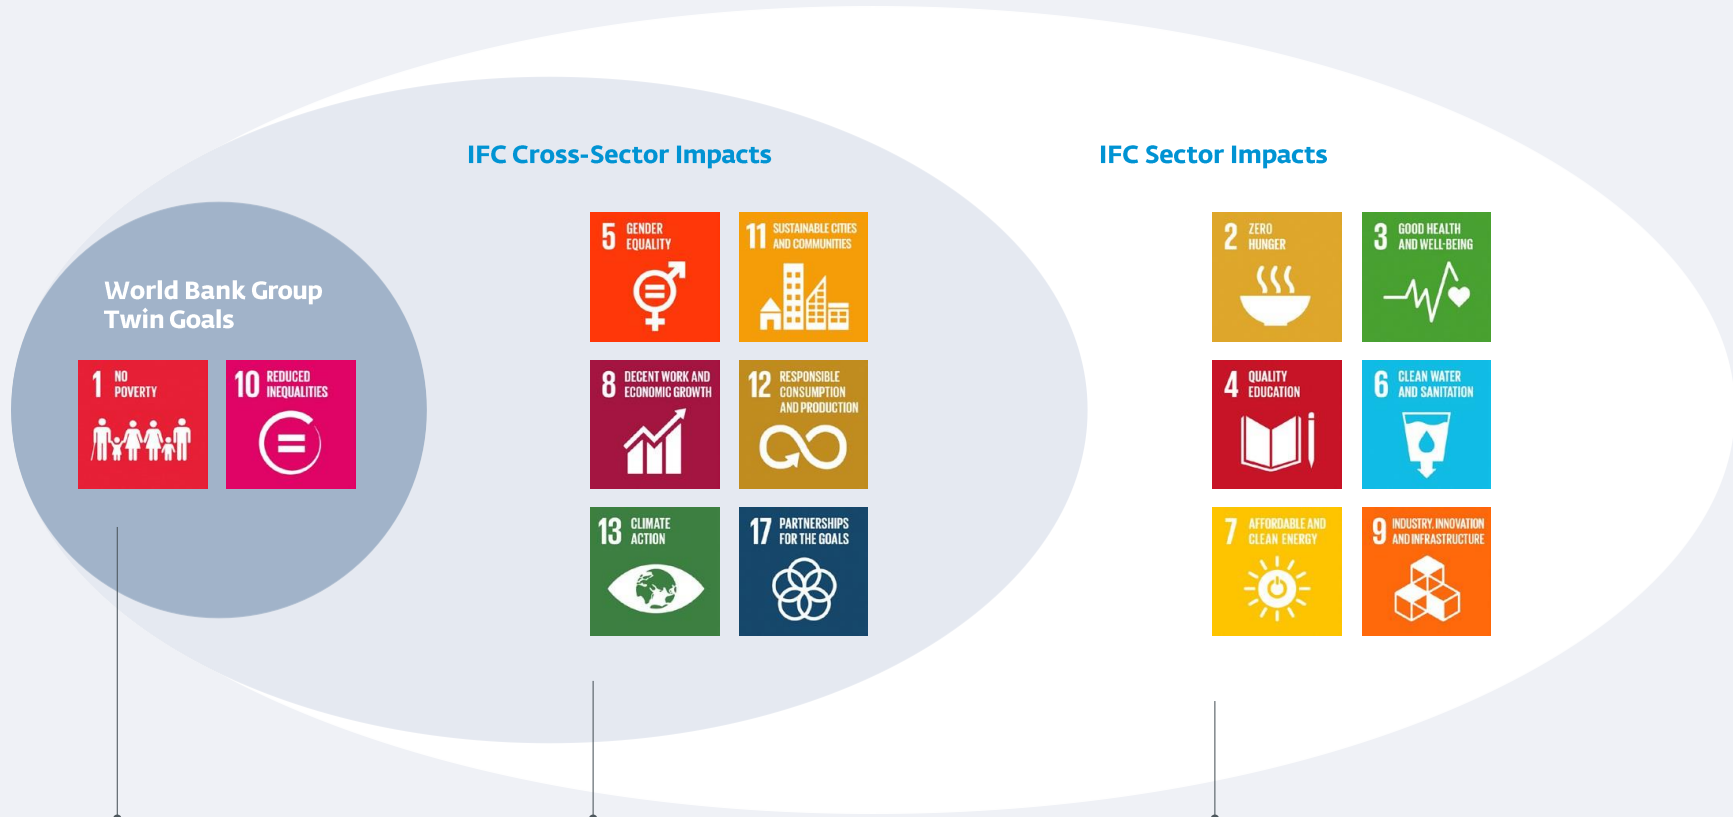 IFC Cross-Sector Impacts
IFC Sector Impacts
World Bank Group
Twin Goals
1 NO
POVERTY
10 REDUCED
INEQUALITIES
5 GENDER
EQUALITY
11 SUSTAINABLE CITIES
AND COMMUNITIES
8 DECENT WORK AND
ECONOMIC GROWTH
12 RESPONSIBLE
CONSUMPTION
AND PRODUCTION
13 CLIMATE
ACTION
17 PARTNERSHIPS
FOR THE GOALS
2 ZERO
HUNGER
3 GOOD HEALTH
AND WELL-BEING
4 QUALITY
EDUCATION
6 CLEAN WATER
AND SANITATION
7 AFFORDABLE AND
CLEAN ENERGY
9 INDUSTRY, INNOVATION
AND INFRASTRUCTURE